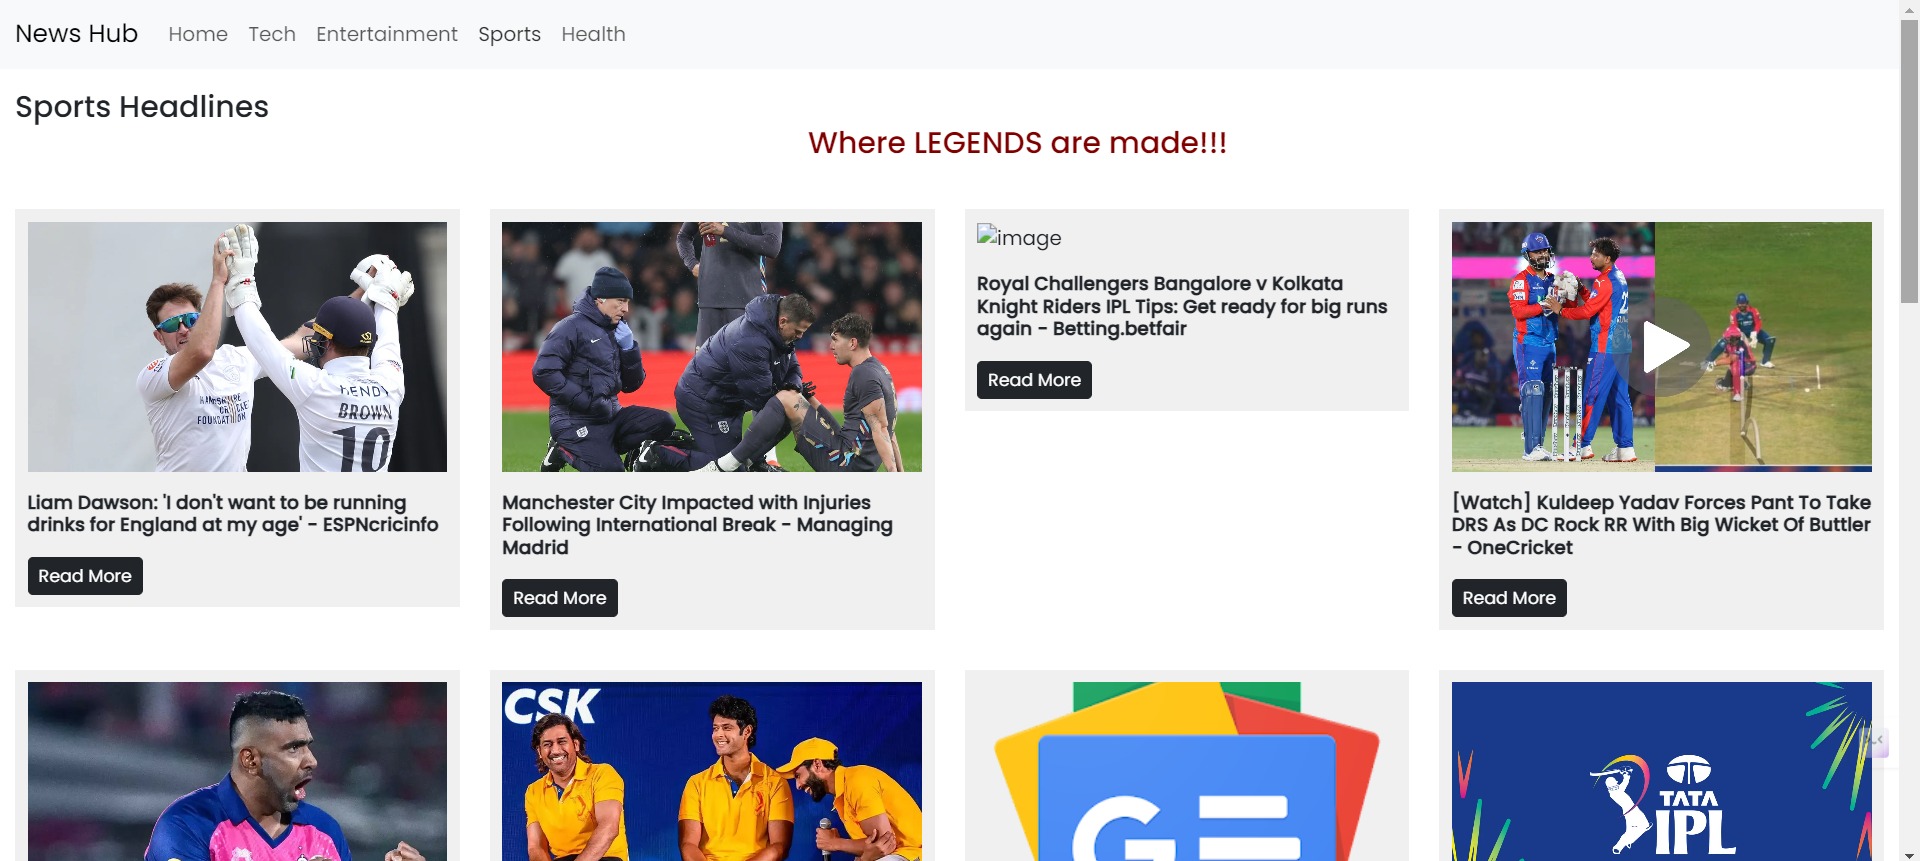 News Hub Home Tech Entertainment Sports Health
Sports Headlines
Where LEGENDS are made!!!
HENDY
BROWN
10
Liam Dawson: 'I don't want to be running
drinks for England at my age' - ESPNcricinfo
Read More
Manchester City Impacted with Injuries
Following International Break - Managing
Madrid
Read More
image
Royal Challengers Bangalore v Kolkata
Knight Riders IPL Tips: Get ready for big runs
again - Betting.betfair
Read More
[Watch] Kuldeep Yadav Forces Pant To Take
DRS As DC Rock RR With Big Wicket Of Buttler
- OneCricket
Read More
CSK
G
TATA
IPL